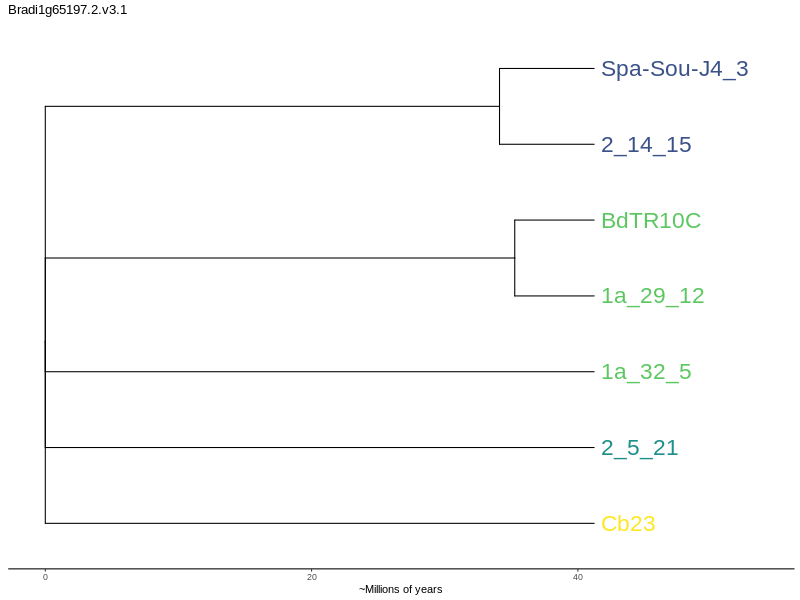 Bradi1g65197.2.v3.1
Spa-Sou-J4_3
2_14_15
BdTR10C
1a_29_12
1a_32_5
2_5_21
Cb23
0 20 40
~Millions of years